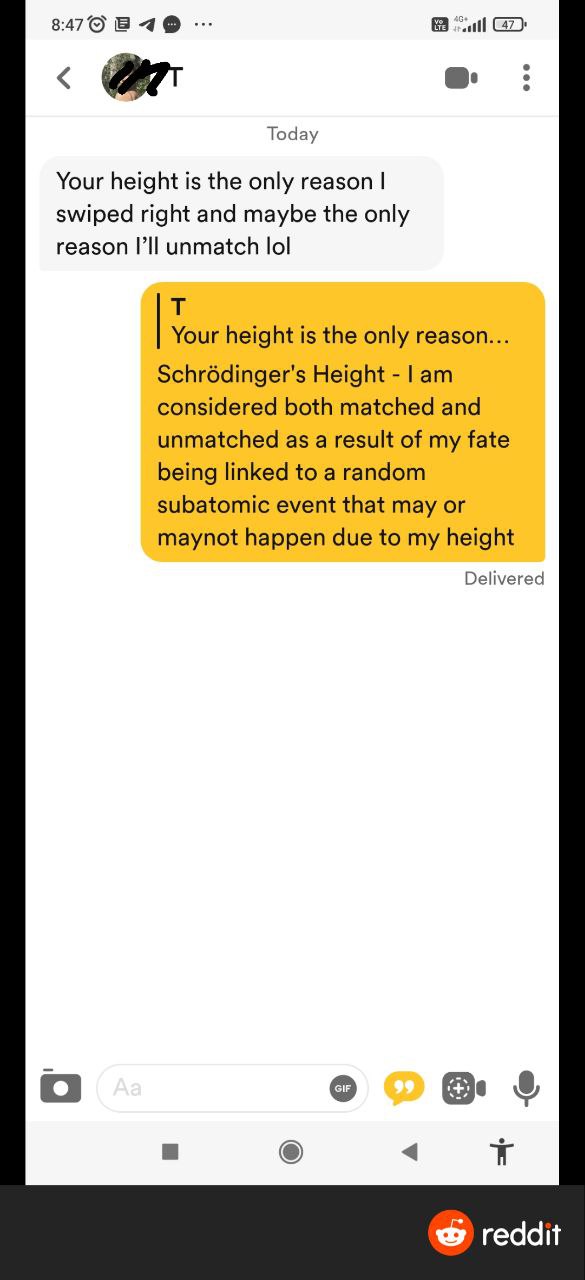 8:47 VoLTE 4G+ 47
T
Today
Your height is the only reason I
swiped right and maybe the only
reason I'll unmatch lol
T
Your height is the only reason...
Schrödinger's Height - I am
considered both matched and
unmatched as a result of my fate
being linked to a random
subatomic event that may or
maynot happen due to my height
Delivered
Aa GIF
reddit